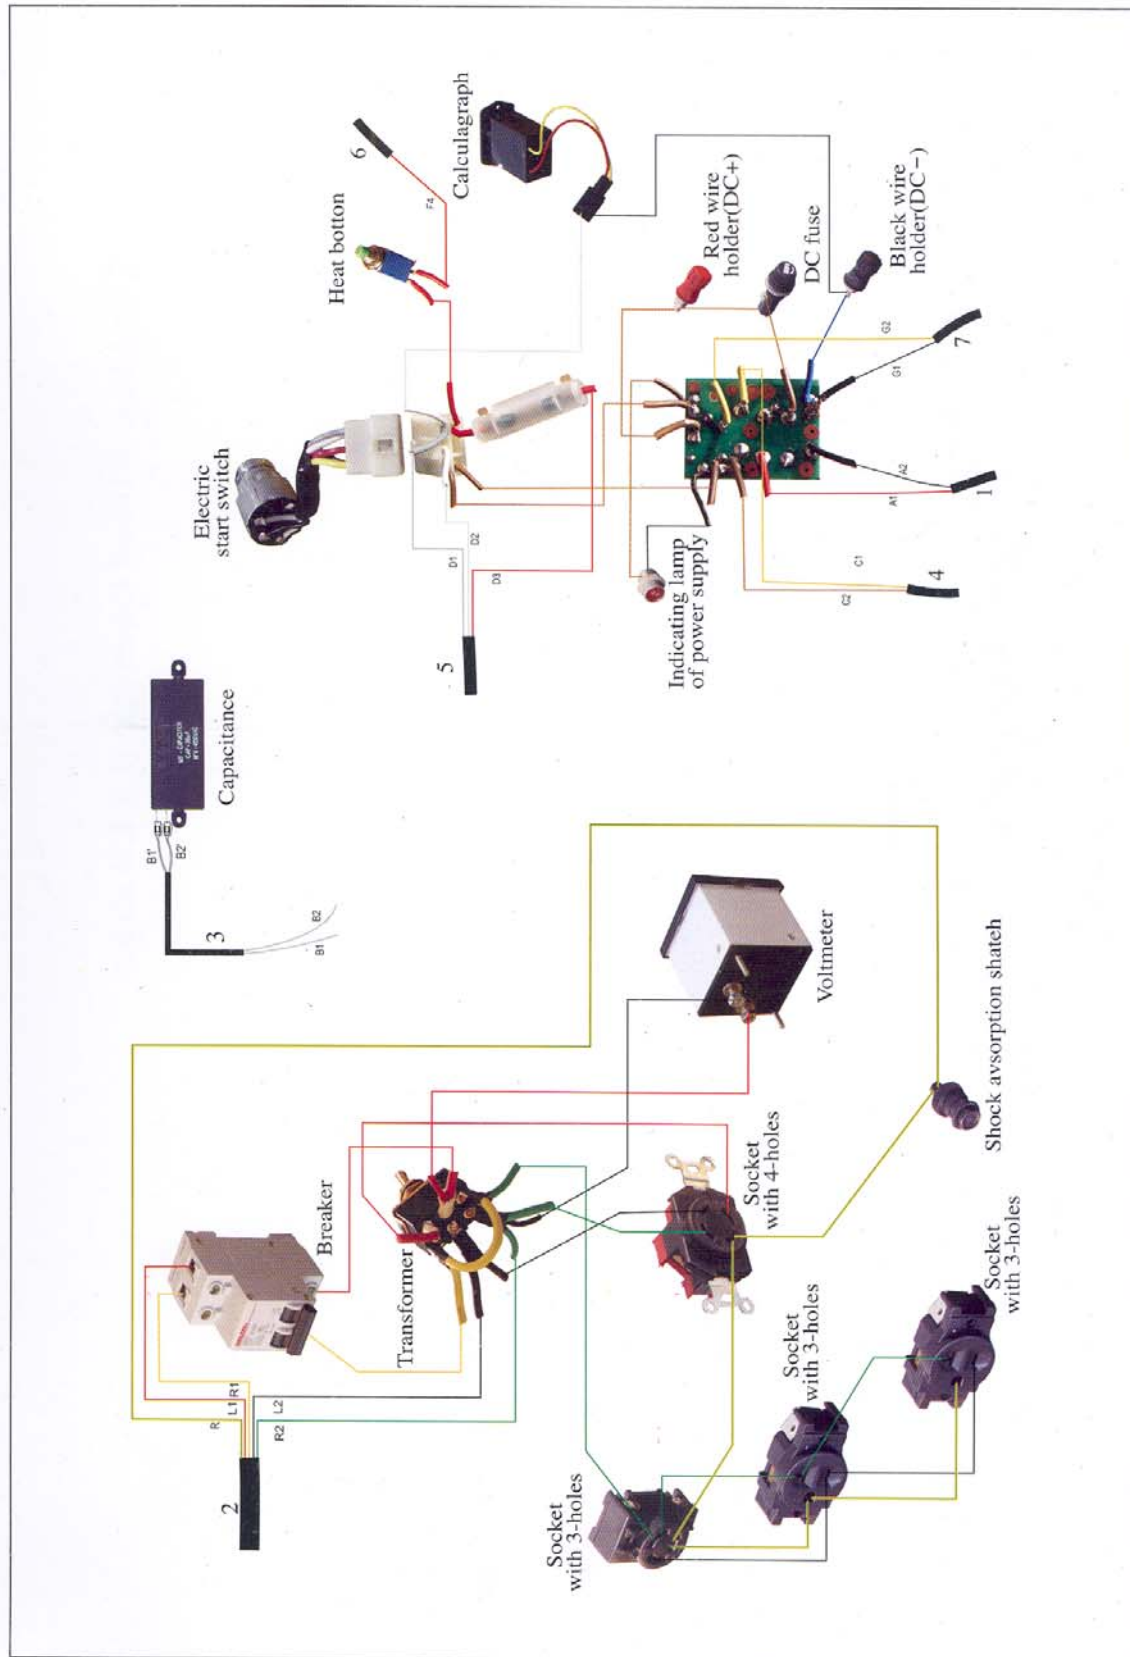 2
R
L1
R1
L2
R2
Breaker
Transformer
Socket
with 3-holes
Socket
with 3-holes
Socket
with 3-holes
Socket
with 4-holes
Shock avsorption shateh
Voltmeter
3
B1
B2
B1'
B2'
Capacitance
5
D1
D2
D3
Electric
start switch
Heat botton
6
F4
Calculagraph
Indicating lamp
of power supply
Red wire
holder(DC+)
DC fuse
Black wire
holder(DC−)
4
C2
C1
1
A1
A2
7
G1
G2